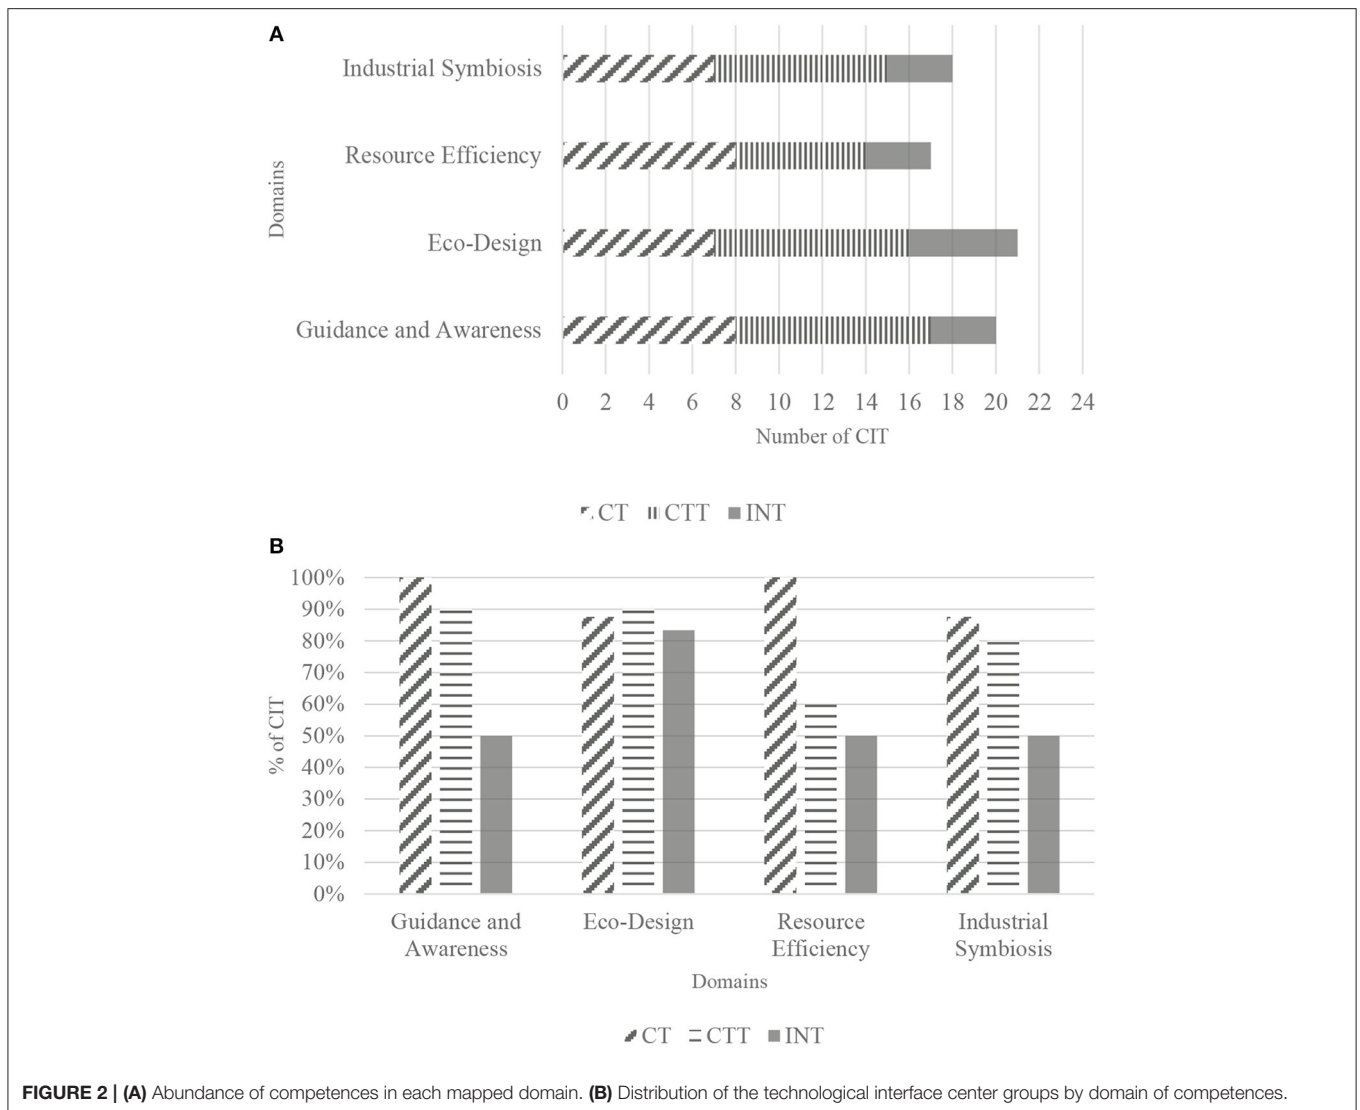 A
Industrial Symbiosis
Resource Efficiency
Eco-Design
Guidance and Awareness
Domains
0 2 4 6 8 10 12 14 16 18 20 22 24
Number of CIT
CT CTT INT
B
100%
90%
80%
70%
60%
50%
40%
30%
20%
10%
0%
% of CIT
Guidance and Awareness
Eco-Design
Resource Efficiency
Industrial Symbiosis
Domains
CT CTT INT
FIGURE 2 | (A) Abundance of competences in each mapped domain. (B) Distribution of the technological interface center groups by domain of competences.